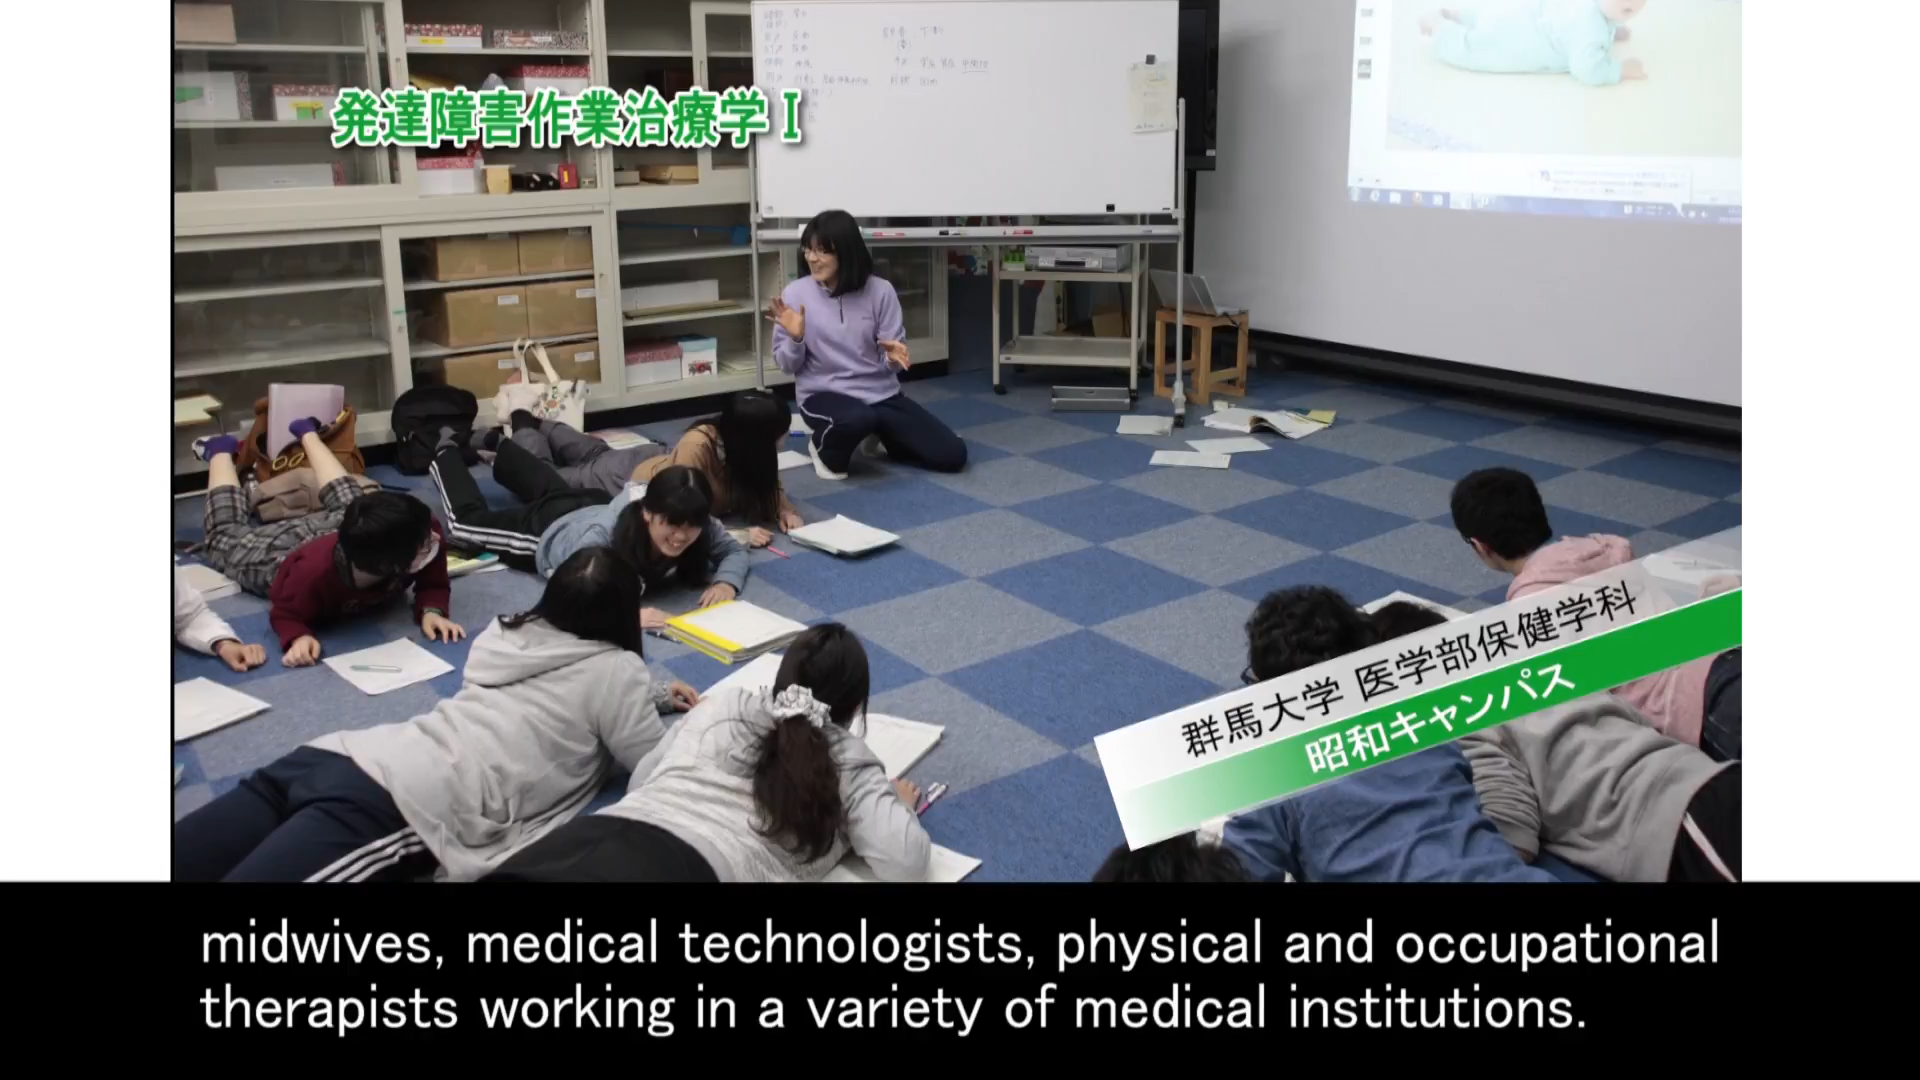 発達障害作業治療学Ⅰ
群馬大学 医学部保健学科
昭和キャンパス
midwives, medical technologists, physical and occupational
therapists working in a variety of medical institutions.